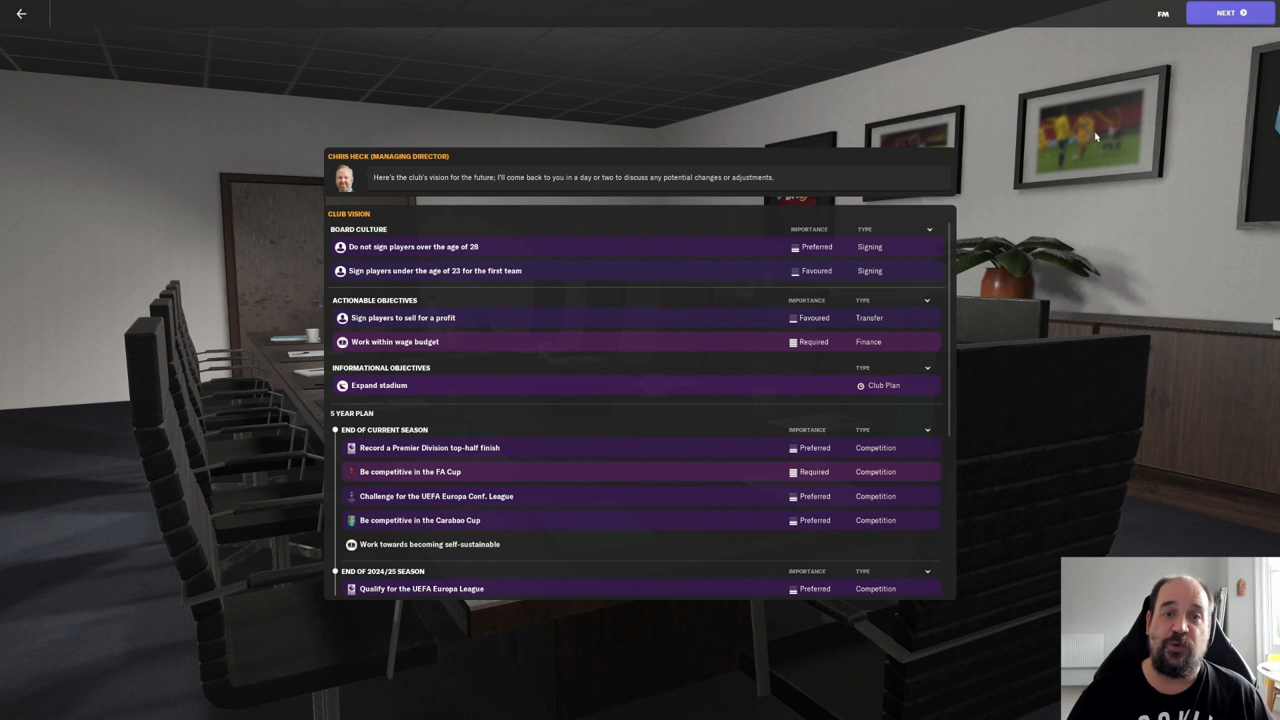 FM
NEXT
CHRIS HECK (MANAGING DIRECTOR)
Here's the club's vision for the future; I'll come back to you in a day or two to discuss any potential changes or adjustments.
CLUB VISION
BOARD CULTURE IMPORTANCE TYPE
Do not sign players over the age of 28 Preferred Signing
Sign players under the age of 23 for the first team Favoured Signing
ACTIONABLE OBJECTIVES IMPORTANCE TYPE
Sign players to sell for a profit Favoured Transfer
Work within wage budget Required Finance
INFORMATIONAL OBJECTIVES TYPE
Expand stadium Club Plan
5 YEAR PLAN
END OF CURRENT SEASON IMPORTANCE TYPE
Record a Premier Division top-half finish Preferred Competition
Be competitive in the FA Cup Required Competition
Challenge for the UEFA Europa Conf. League Preferred Competition
Be competitive in the Carabao Cup Preferred Competition
Work towards becoming self-sustainable
END OF 2024/25 SEASON IMPORTANCE TYPE
Qualify for the UEFA Europa League Preferred Competition